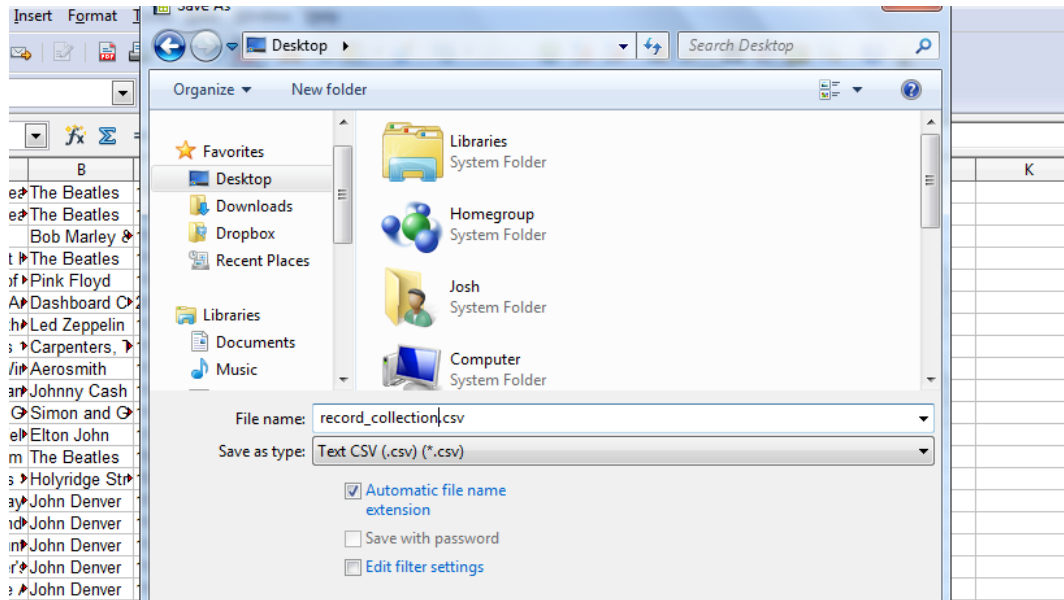 Insert Format
Save As
Desktop
Search Desktop
Organize
New folder
Favorites
Desktop
Downloads
Dropbox
Recent Places
Libraries
Documents
Music
Libraries
System Folder
Homegroup
System Folder
Josh
System Folder
Computer
System Folder
File name: record_collection.csv
Save as type: Text CSV (.csv) (*.csv)
Automatic file name
extension
Save with password
Edit filter settings
B
K
The Beatles
The Beatles
Bob Marley &
The Beatles
Pink Floyd
Dashboard C
Led Zeppelin
Carpenters,
Aerosmith
Johnny Cash
Simon and G
Elton John
The Beatles
Holyridge Str
John Denver
John Denver
John Denver
John Denver
John Denver